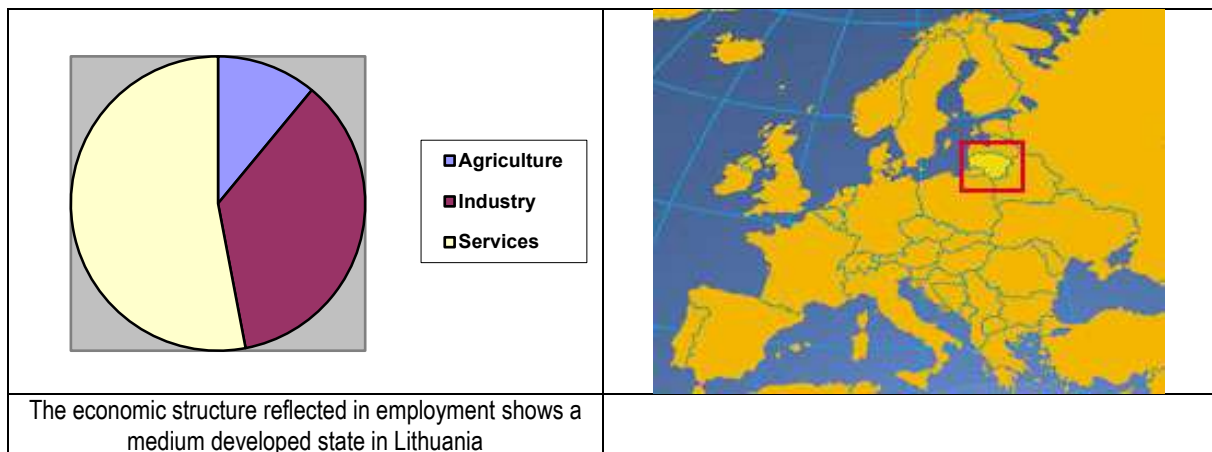 Agriculture
Industry
Services
The economic structure reflected in employment shows a
medium developed state in Lithuania